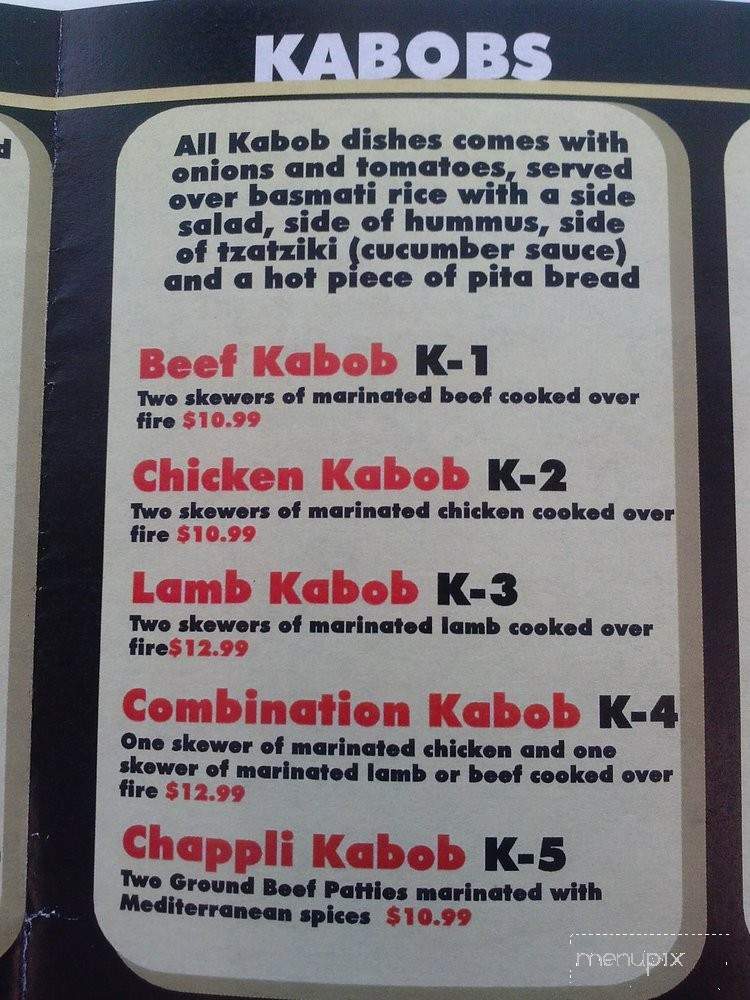 KABOBS
All Kabob dishes comes with
onions and tomatoes, served
over basmati rice with a side
salad, side of hummus, side
of tzatziki (cucumber sauce)
and a hot piece of pita bread
Beef Kabob K-1
Two skewers of marinated beef cooked over
fire $10.99
Chicken Kabob K-2
Two skewers of marinated chicken cooked over
fire $10.99
Lamb Kabob K-3
Two skewers of marinated lamb cooked over
fire$12.99
Combination Kabob K-4
One skewer of marinated chicken and one
skewer of marinated lamb or beef cooked over
fire $12.99
Chappli Kabob K-5
Two Ground Beef Patties marinated with
Mediterranean spices $10.99
menupix